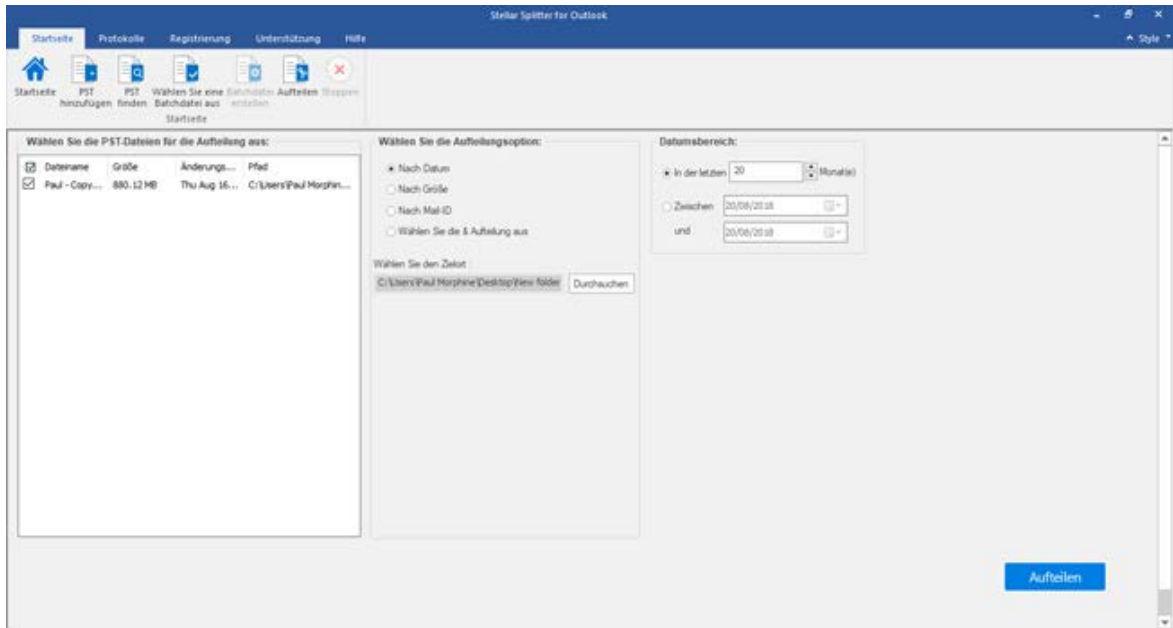 Stellar Splitter for Outlook
Startseite Protokolle Registrierung Unterstützung Hilfe
Style
Startseite
PST hinzufügen
PST finden
Wählen Sie eine Batchdatei aus
Batchdatei erstellen
Aufteilen
Stoppen
Startseite
Wählen Sie die PST-Dateien für die Aufteilung aus:
Dateiname Größe Änderungs... Pfad
Paul - Copy... 880.12 MB Thu Aug 16... C:\Users\Paul Morphin...
Wählen Sie die Aufteilungsoption:
Nach Datum
Nach Größe
Nach Mail-ID
Wählen Sie die & Aufteilung aus
Wählen Sie den Zielort
C:\Users\Paul Morphine\Desktop\New folder Durchsuchen
Datumsbereich:
In der letzten 20 Monat(e)
Zwischen 20/08/2018
und 20/08/2018
Aufteilen